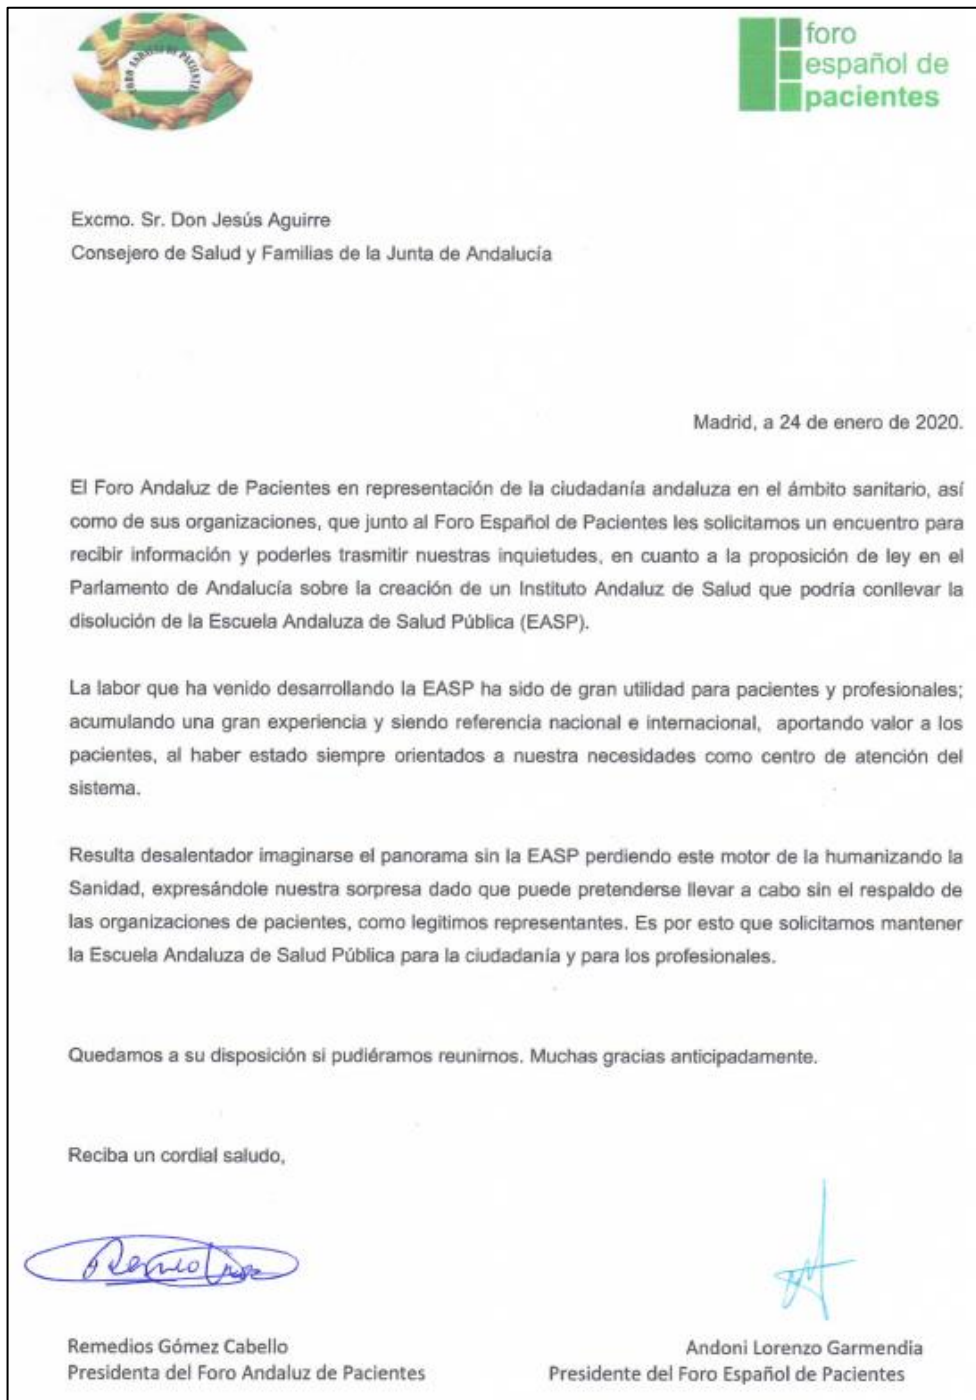 FORO ANDALUZ DE PACIENTES
foro
español de
pacientes
Excmo. Sr. Don Jesús Aguirre
Consejero de Salud y Familias de la Junta de Andalucía
Madrid, a 24 de enero de 2020.
El Foro Andaluz de Pacientes en representación de la ciudadanía andaluza en el ámbito sanitario, así
como de sus organizaciones, que junto al Foro Español de Pacientes les solicitamos un encuentro para
recibir información y poderles trasmitir nuestras inquietudes, en cuanto a la proposición de ley en el
Parlamento de Andalucía sobre la creación de un Instituto Andaluz de Salud que podría conllevar la
disolución de la Escuela Andaluza de Salud Pública (EASP).
La labor que ha venido desarrollando la EASP ha sido de gran utilidad para pacientes y profesionales;
acumulando una gran experiencia y siendo referencia nacional e internacional, aportando valor a los
pacientes, al haber estado siempre orientados a nuestra necesidades como centro de atención del
sistema.
Resulta desalentador imaginarse el panorama sin la EASP perdiendo este motor de la humanizando la
Sanidad, expresándole nuestra sorpresa dado que puede pretenderse llevar a cabo sin el respaldo de
las organizaciones de pacientes, como legítimos representantes. Es por esto que solicitamos mantener
la Escuela Andaluza de Salud Pública para la ciudadanía y para los profesionales.
Quedamos a su disposición si pudiéramos reunirnos. Muchas gracias anticipadamente.
Reciba un cordial saludo,
Remedios Gómez Cabello
Presidenta del Foro Andaluz de Pacientes
Andoni Lorenzo Garmendia
Presidente del Foro Español de Pacientes